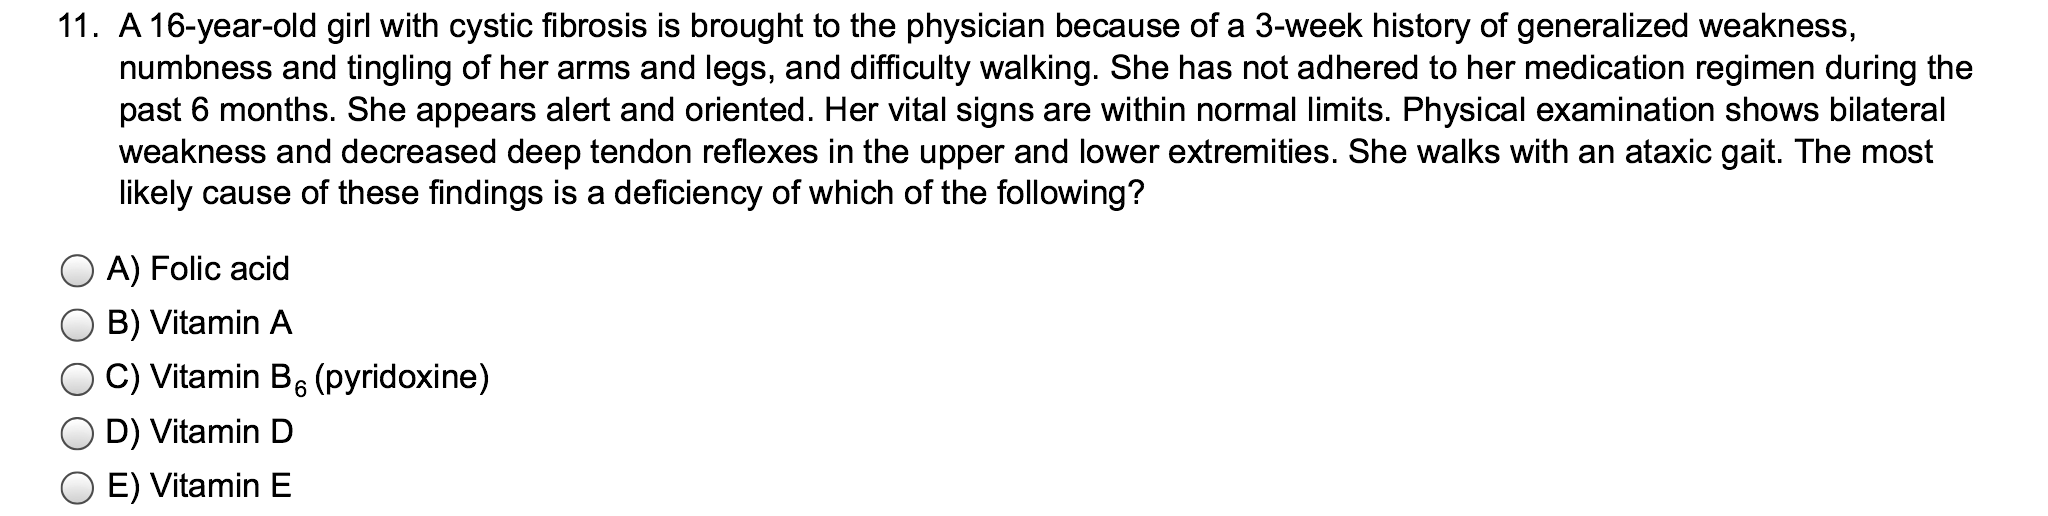 11. A 16-year-old girl with cystic fibrosis is brought to the physician because of a 3-week history of generalized weakness,
numbness and tingling of her arms and legs, and difficulty walking. She has not adhered to her medication regimen during the
past 6 months. She appears alert and oriented. Her vital signs are within normal limits. Physical examination shows bilateral
weakness and decreased deep tendon reflexes in the upper and lower extremities. She walks with an ataxic gait. The most
likely cause of these findings is a deficiency of which of the following?
A) Folic acid
B) Vitamin A
C) Vitamin B₆ (pyridoxine)
D) Vitamin D
E) Vitamin E